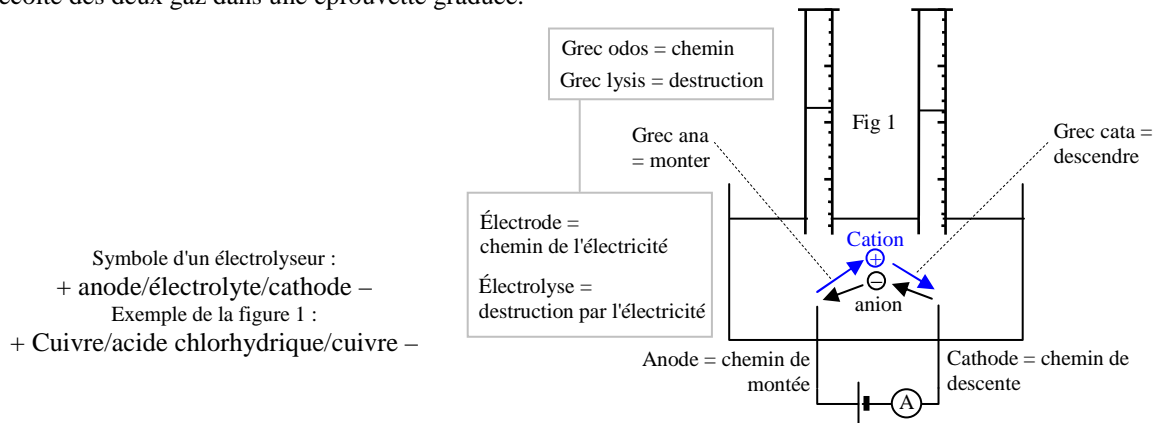 récolte des deux gaz dans une éprouvette graduée.
Grec odos = chemin
Grec lysis = destruction
Fig 1
Grec ana
= monter
Grec cata =
descendre
Électrode =
chemin de l'électricité
Électrolyse =
destruction par l'électricité
Cation
+
–
anion
Symbole d'un électrolyseur :
+ anode/électrolyte/cathode –
Exemple de la figure 1 :
+ Cuivre/acide chlorhydrique/cuivre –
Anode = chemin de
montée
Cathode = chemin de
descente
A